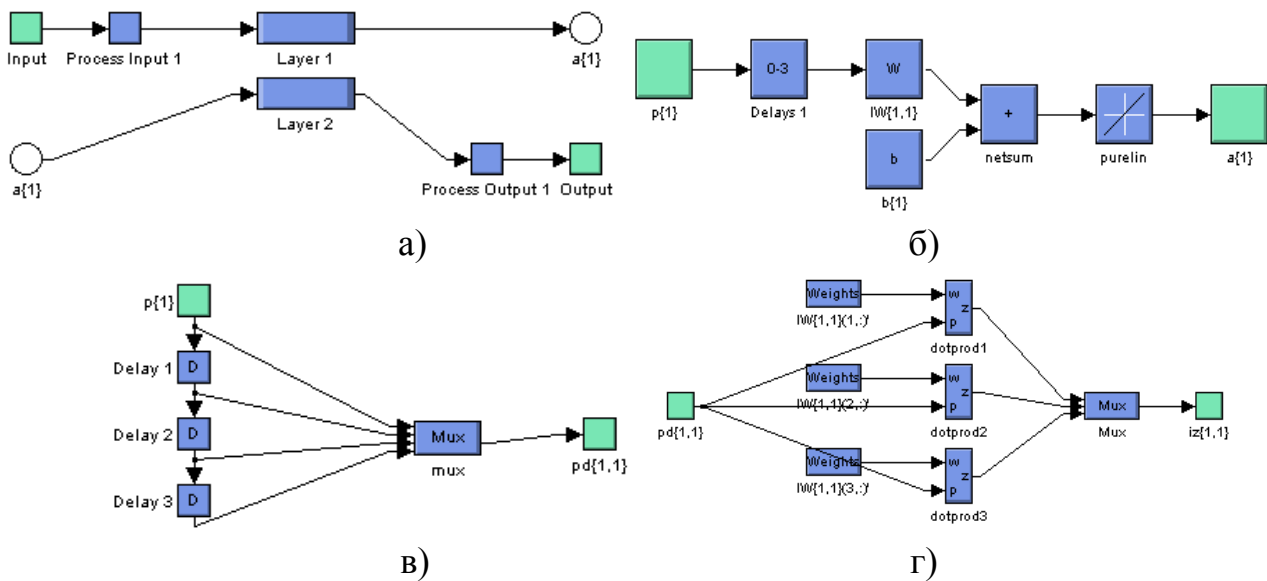 Input
Process Input 1
Layer 1
a{1}
a{1}
Layer 2
Process Output 1
Output
а)
p{1}
0-3
Delays 1
W
IW{1,1}
b
b{1}
+
netsum
purelin
a{1}
б)
p{1}
Delay 1
D
Delay 2
D
Delay 3
D
Mux
mux
pd{1,1}
в)
pd{1,1}
Weights
IW{1,1}(1,:)'
Weights
IW{1,1}(2,:)'
Weights
IW{1,1}(3,:)'
w
z
p
dotprod1
w
z
p
dotprod2
w
z
p
dotprod3
Mux
Mux
iz{1,1}
г)